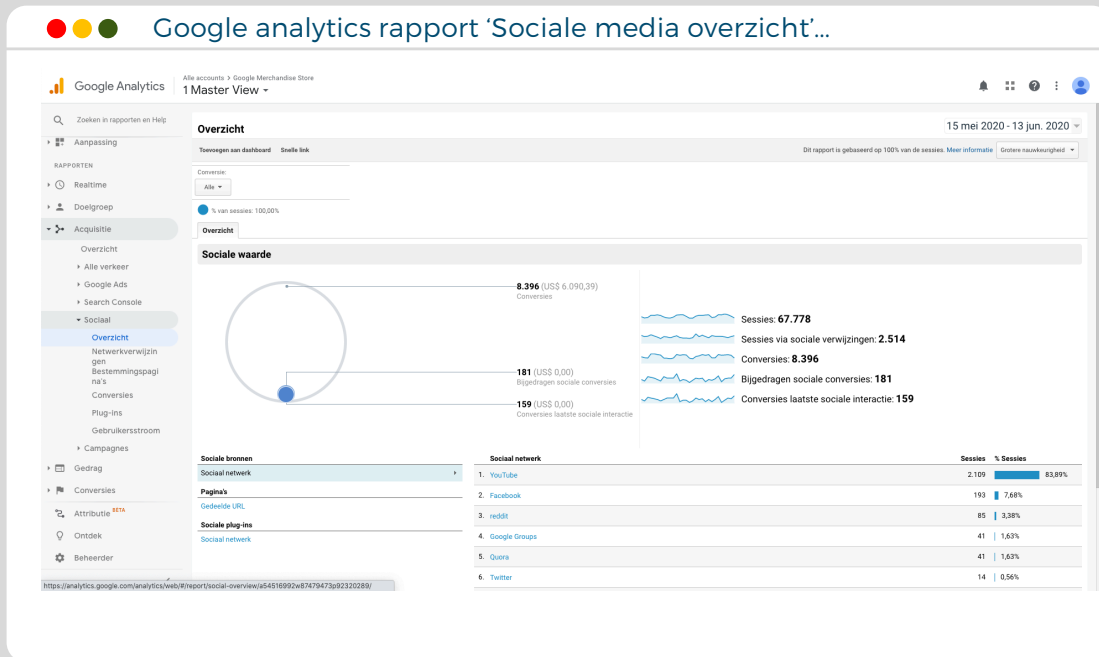 Google analytics rapport ‘Sociale media overzicht’...
Google Analytics
Alle accounts > Google Merchandise Store
1 Master View
Zoeken in rapporten en Help
Aanpassing
RAPPORTEN
Realtime
Doelgroep
Acquisitie
Overzicht
Alle verkeer
Google Ads
Search Console
Sociaal
Overzicht
Netwerkverwijzin
gen
Bestemmingspagi
na's
Conversies
Plug-ins
Gebruikersstroom
Campagnes
Gedrag
Conversies
Attributie BETA
Ontdek
Beheerder
https://analytics.google.com/analytics/web/#/report/social-overview/a54516992w87479473p92320289/
Overzicht
15 mei 2020 - 13 jun. 2020
Toevoegen aan dashboard Snelle link
Dit rapport is gebaseerd op 100% van de sessies. Meer informatie
Grotere nauwkeurigheid
Conversie:
Alle
% van sessies: 100,00%
Overzicht
Sociale waarde
8.396 (US$ 6.090,39)
Conversies
181 (US$ 0,00)
Bijgedragen sociale conversies
159 (US$ 0,00)
Conversies laatste sociale interactie
Sessies: 67.778
Sessies via sociale verwijzingen: 2.514
Conversies: 8.396
Bijgedragen sociale conversies: 181
Conversies laatste sociale interactie: 159
Sociale bronnen
Sociaal netwerk
Pagina's
Gedeelde URL
Sociale plug-ins
Sociaal netwerk
Sociaal netwerk Sessies % Sessies
1. YouTube 2.109 83,89%
2. Facebook 193 7,68%
3. reddit 85 3,38%
4. Google Groups 41 1,63%
5. Quora 41 1,63%
6. Twitter 14 0,56%